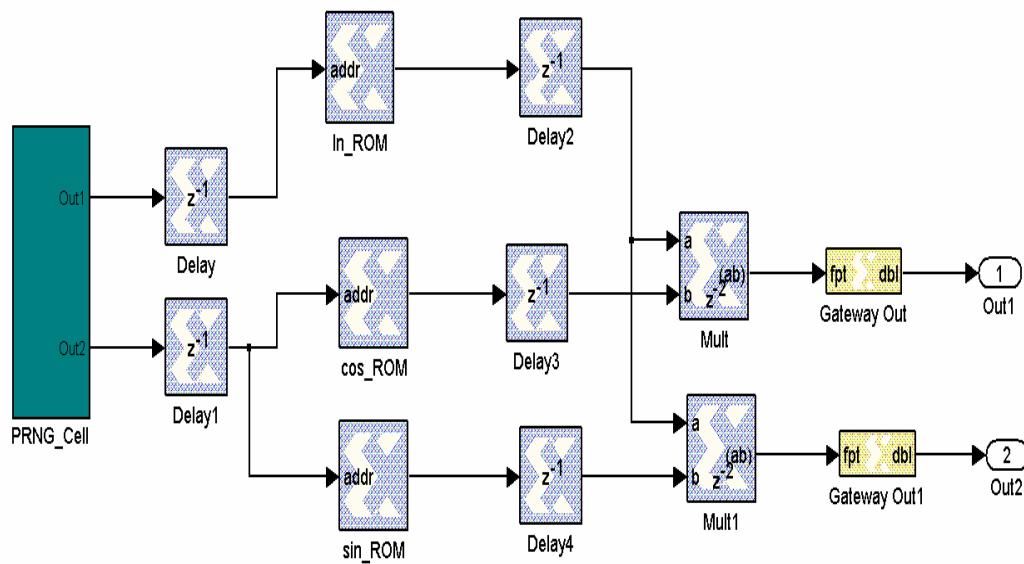 Out1
Out2
PRNG_Cell
z-1
Delay
z-1
Delay1
addr
ln_ROM
z-1
Delay2
addr
cos_ROM
z-1
Delay3
addr
sin_ROM
z-1
Delay4
a
b
(ab)
z-2
Mult
a
b
(ab)
z-2
Mult1
fpt dbl
Gateway Out
1
Out1
fpt dbl
Gateway Out1
2
Out2